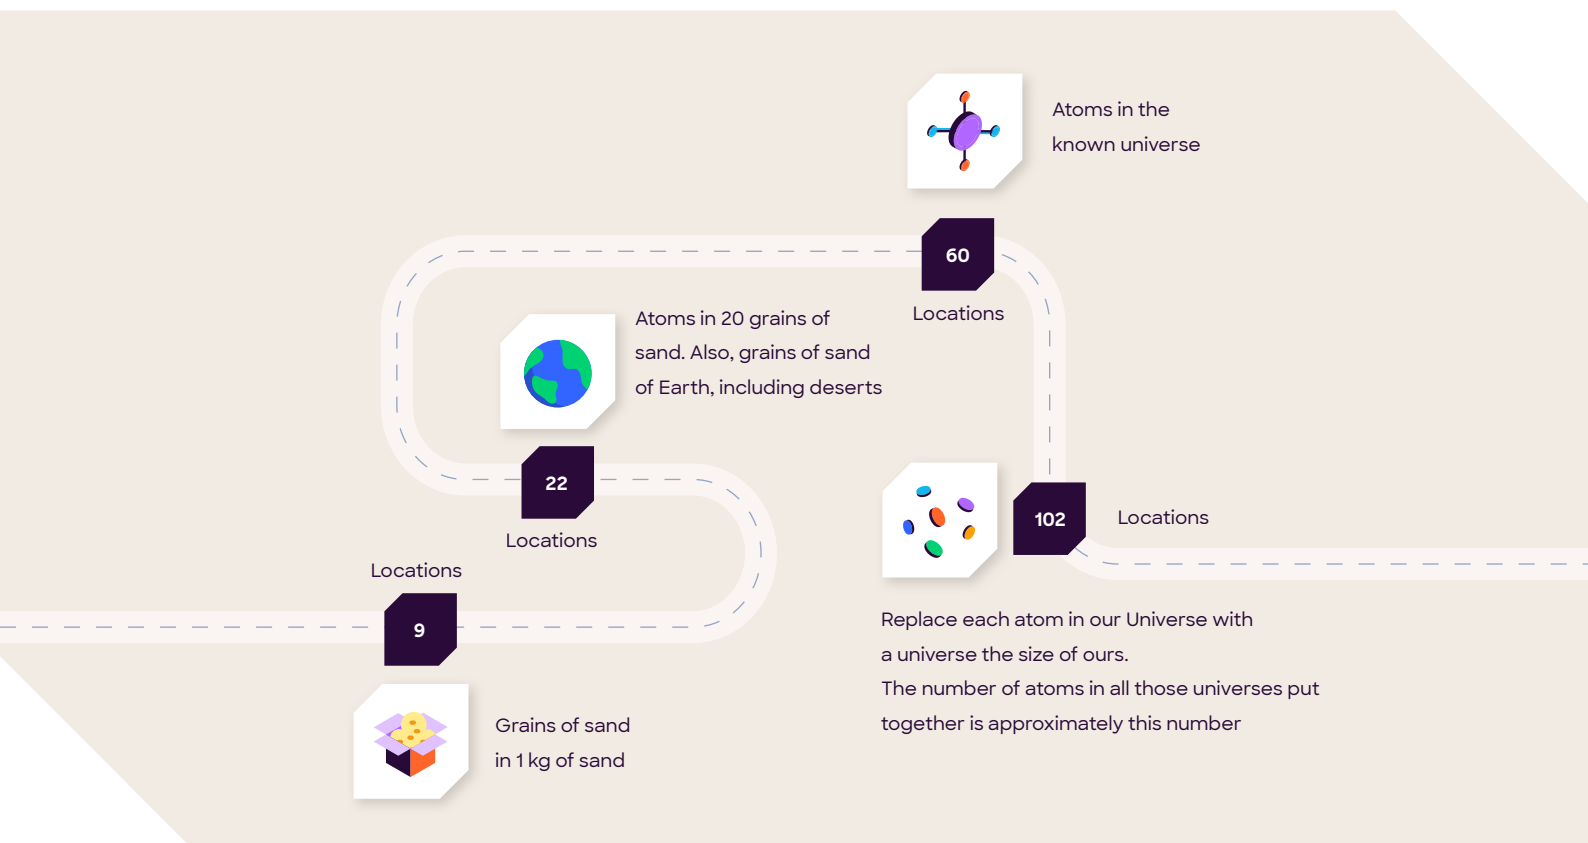 Atoms in the
known universe
60
Locations
Atoms in 20 grains of
sand. Also, grains of sand
of Earth, including deserts
22
Locations
Locations
9
Grains of sand
in 1 kg of sand
102
Locations
Replace each atom in our Universe with
a universe the size of ours.
The number of atoms in all those universes put
together is approximately this number